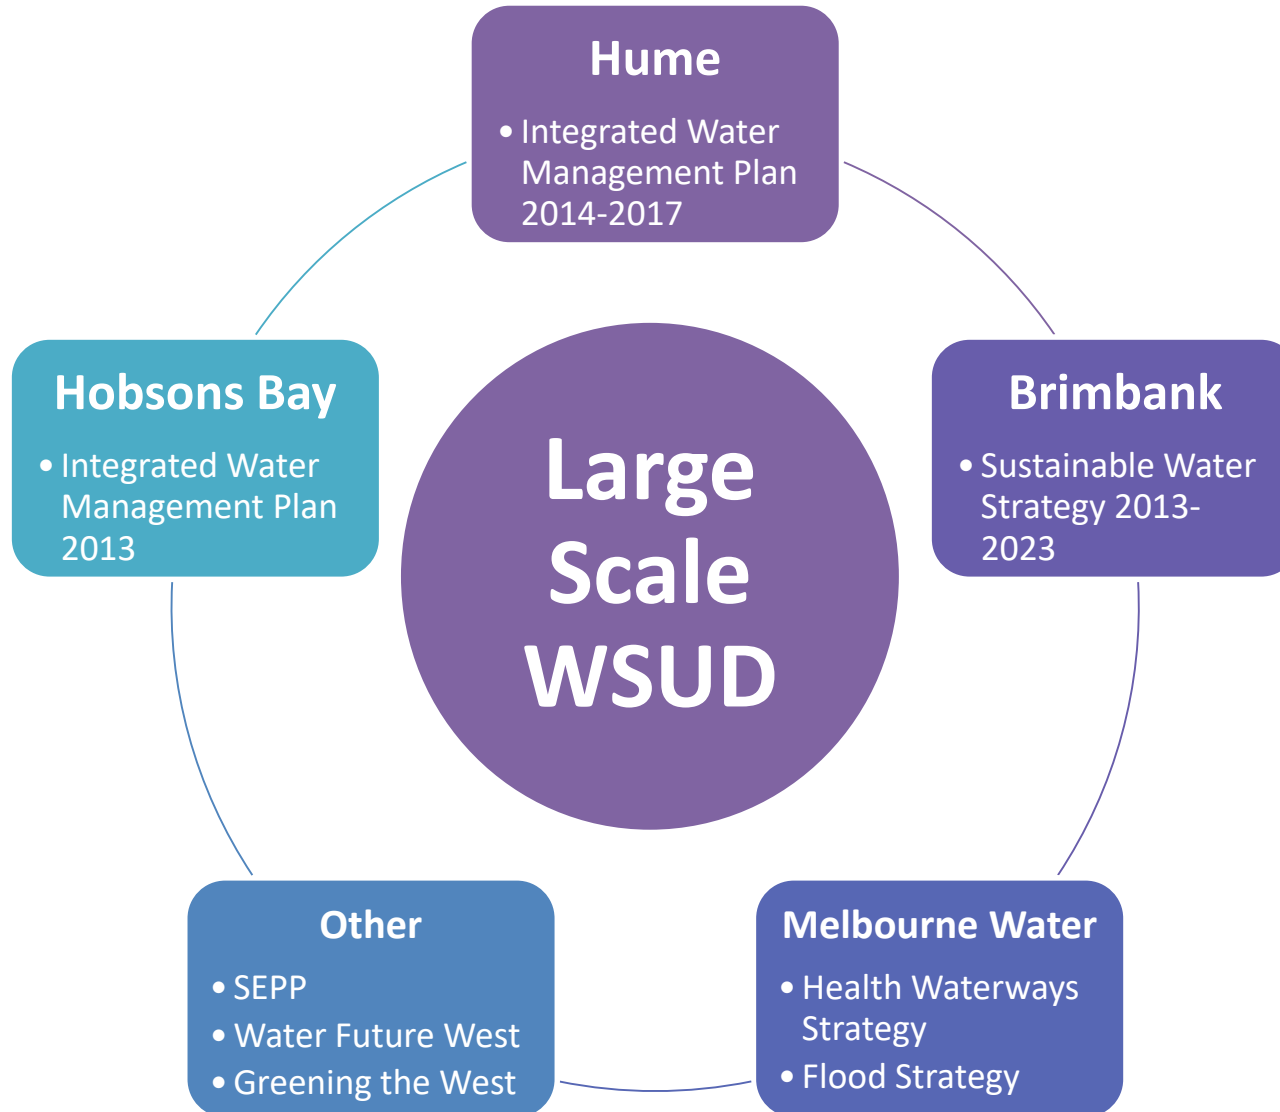 Hume
• Integrated Water
Management Plan
2014-2017
Hobsons Bay
• Integrated Water
Management Plan
2013
Brimbank
• Sustainable Water
Strategy 2013-
2023
Large
Scale
WSUD
Other
• SEPP
• Water Future West
• Greening the West
Melbourne Water
• Health Waterways
Strategy
• Flood Strategy